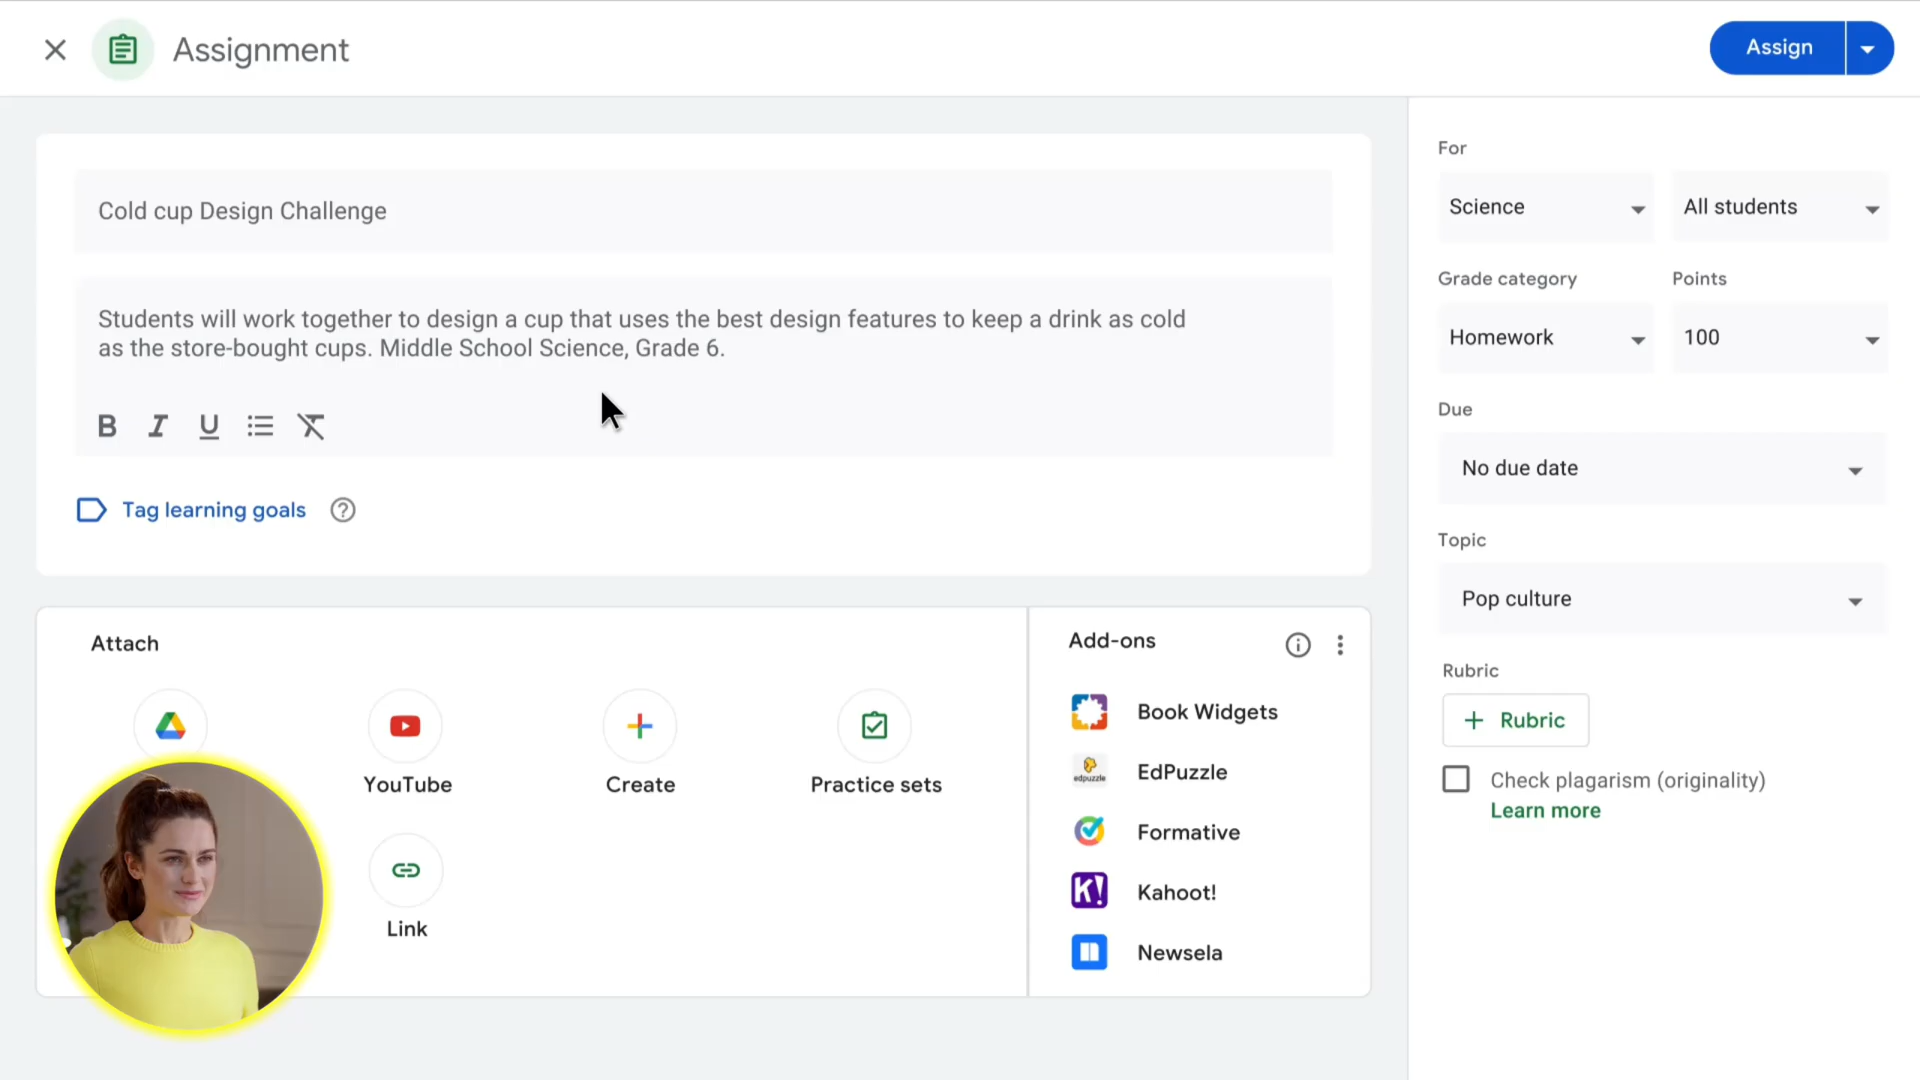 Assignment
Assign
Cold cup Design Challenge
Students will work together to design a cup that uses the best design features to keep a drink as cold
as the store-bought cups. Middle School Science, Grade 6.
B I U
Tag learning goals ?
Attach
YouTube
Create
Practice sets
Link
Add-ons
Book Widgets
edpuzzle
EdPuzzle
Formative
K!
Kahoot!
Newsela
For
Science
All students
Grade category
Points
Homework
100
Due
No due date
Topic
Pop culture
Rubric
+ Rubric
Check plagarism (originality)
Learn more